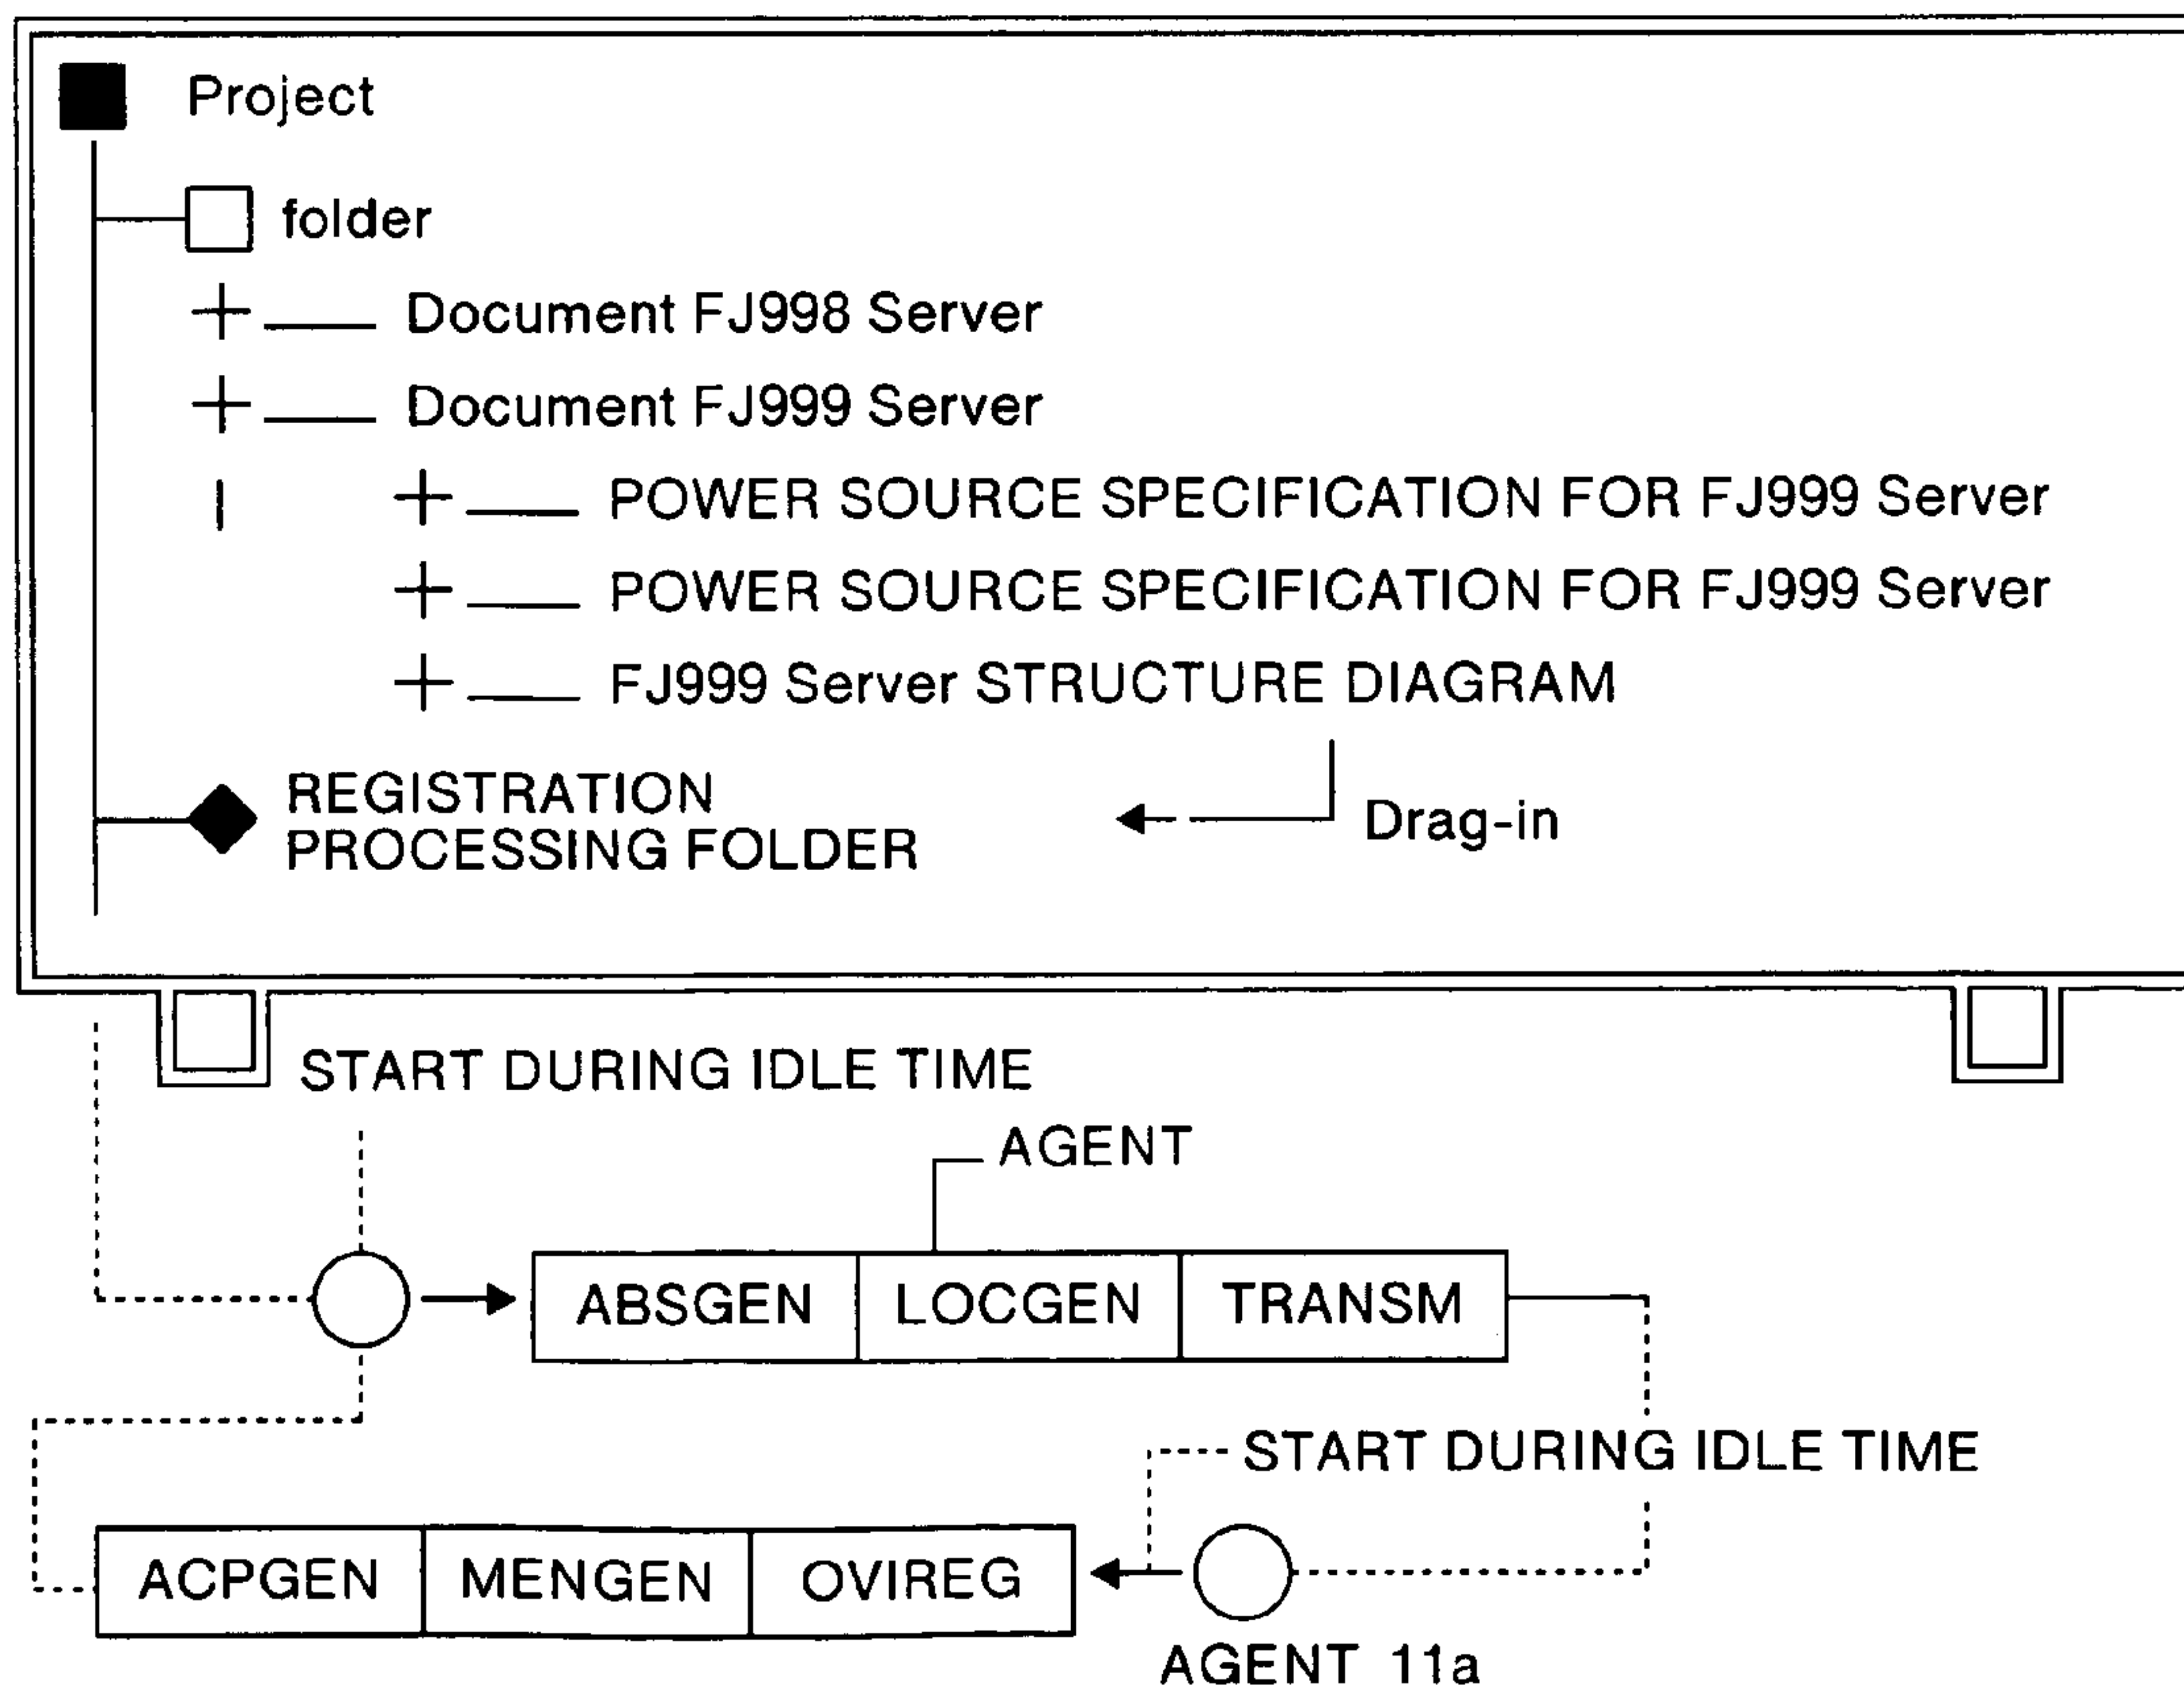 Project
folder
Document FJ998 Server
Document FJ999 Server
POWER SOURCE SPECIFICATION FOR FJ999 Server
POWER SOURCE SPECIFICATION FOR FJ999 Server
FJ999 Server STRUCTURE DIAGRAM
REGISTRATION
PROCESSING FOLDER
Drag-in
START DURING IDLE TIME
AGENT
ABSGEN LOCGEN TRANSM
START DURING IDLE TIME
ACPGEN MENGEN OVIREG
AGENT 11a